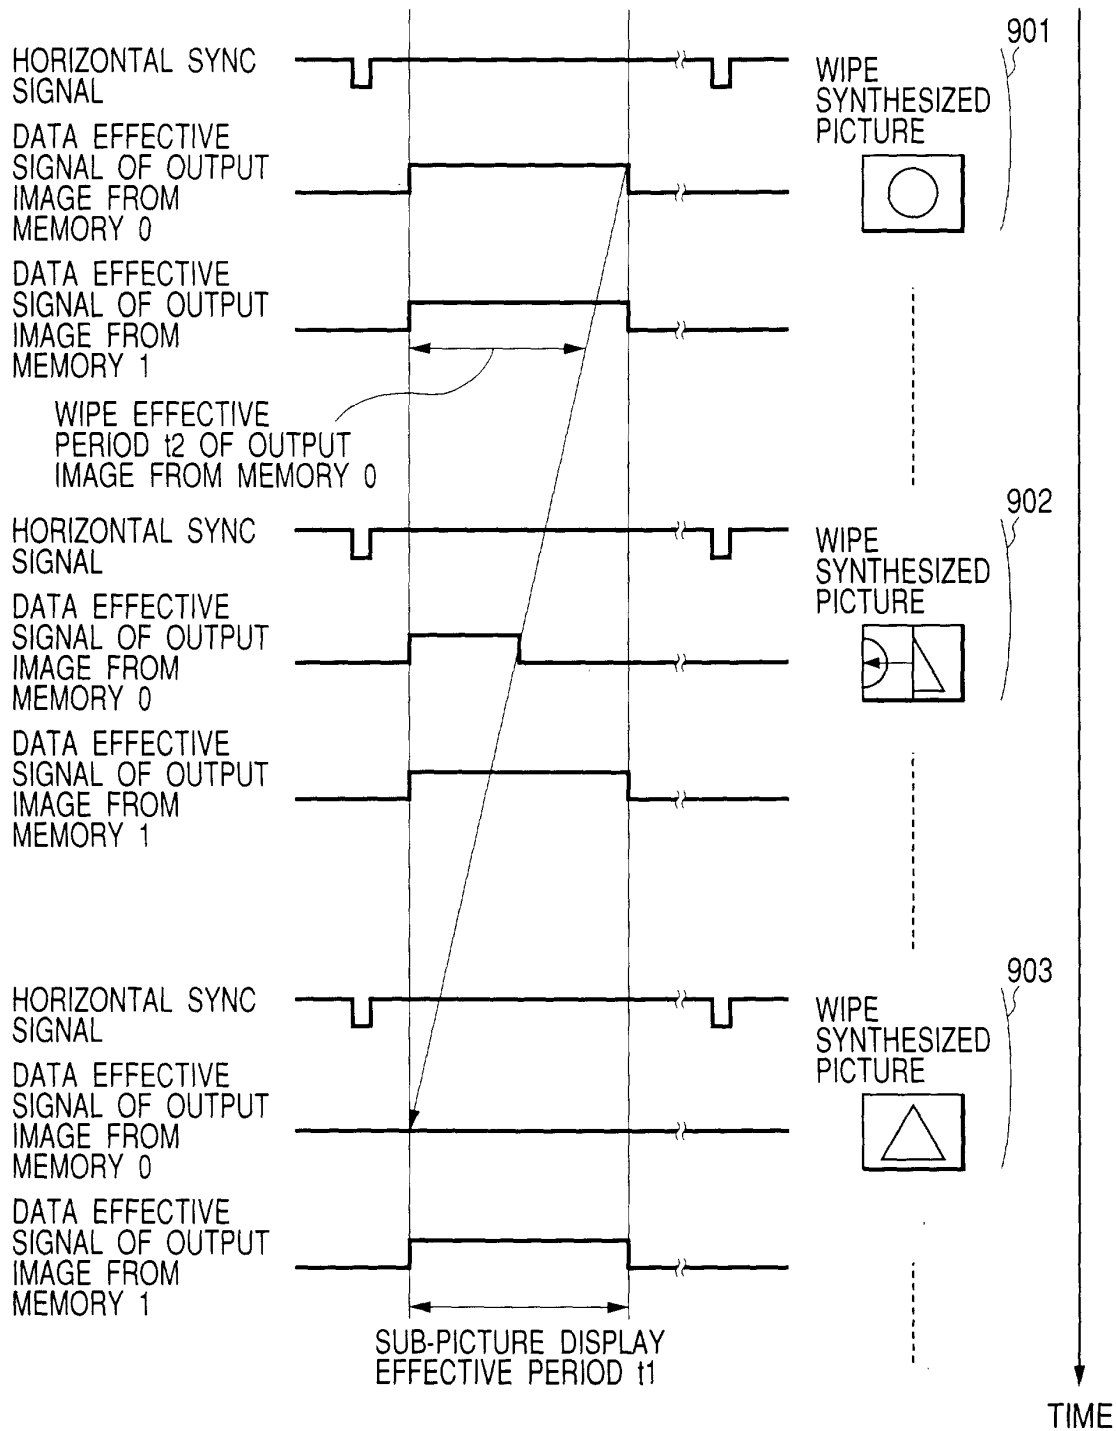 901
HORIZONTAL SYNC
SIGNAL
WIPE
SYNTHESIZED
PICTURE
DATA EFFECTIVE
SIGNAL OF OUTPUT
IMAGE FROM
MEMORY 0
DATA EFFECTIVE
SIGNAL OF OUTPUT
IMAGE FROM
MEMORY 1
WIPE EFFECTIVE
PERIOD t2 OF OUTPUT
IMAGE FROM MEMORY 0
902
HORIZONTAL SYNC
SIGNAL
WIPE
SYNTHESIZED
PICTURE
DATA EFFECTIVE
SIGNAL OF OUTPUT
IMAGE FROM
MEMORY 0
DATA EFFECTIVE
SIGNAL OF OUTPUT
IMAGE FROM
MEMORY 1
903
HORIZONTAL SYNC
SIGNAL
WIPE
SYNTHESIZED
PICTURE
DATA EFFECTIVE
SIGNAL OF OUTPUT
IMAGE FROM
MEMORY 0
DATA EFFECTIVE
SIGNAL OF OUTPUT
IMAGE FROM
MEMORY 1
SUB-PICTURE DISPLAY
EFFECTIVE PERIOD t1
TIME